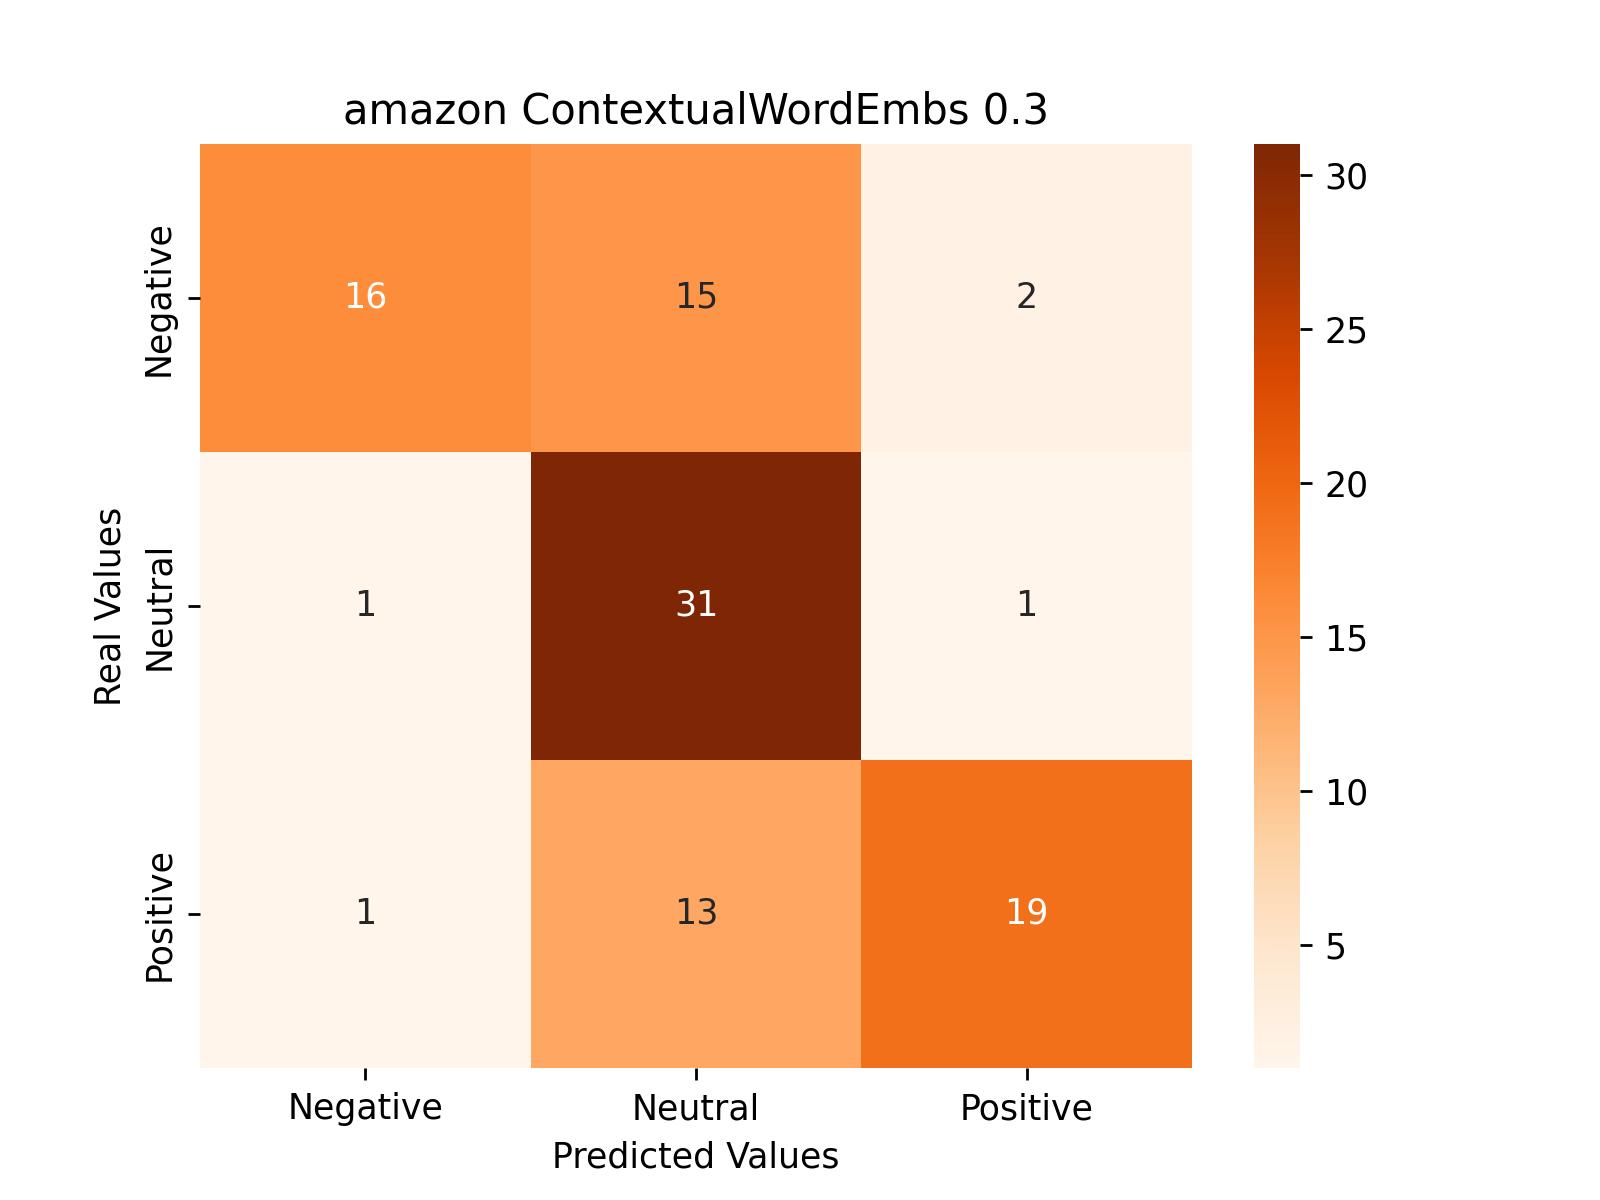 amazon ContextualWordEmbs 0.3
Real Values
Negative
16 15 2
Neutral
1 31 1
Positive
1 13 19
Negative Neutral Positive
Predicted Values
30
25
20
15
10
5